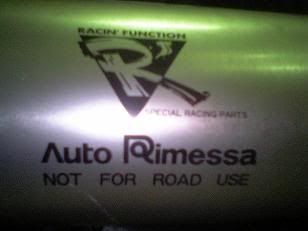 RACIN' FUNCTION
R
SPECIAL RACING PARTS
Auto Rimessa
NOT FOR ROAD USE